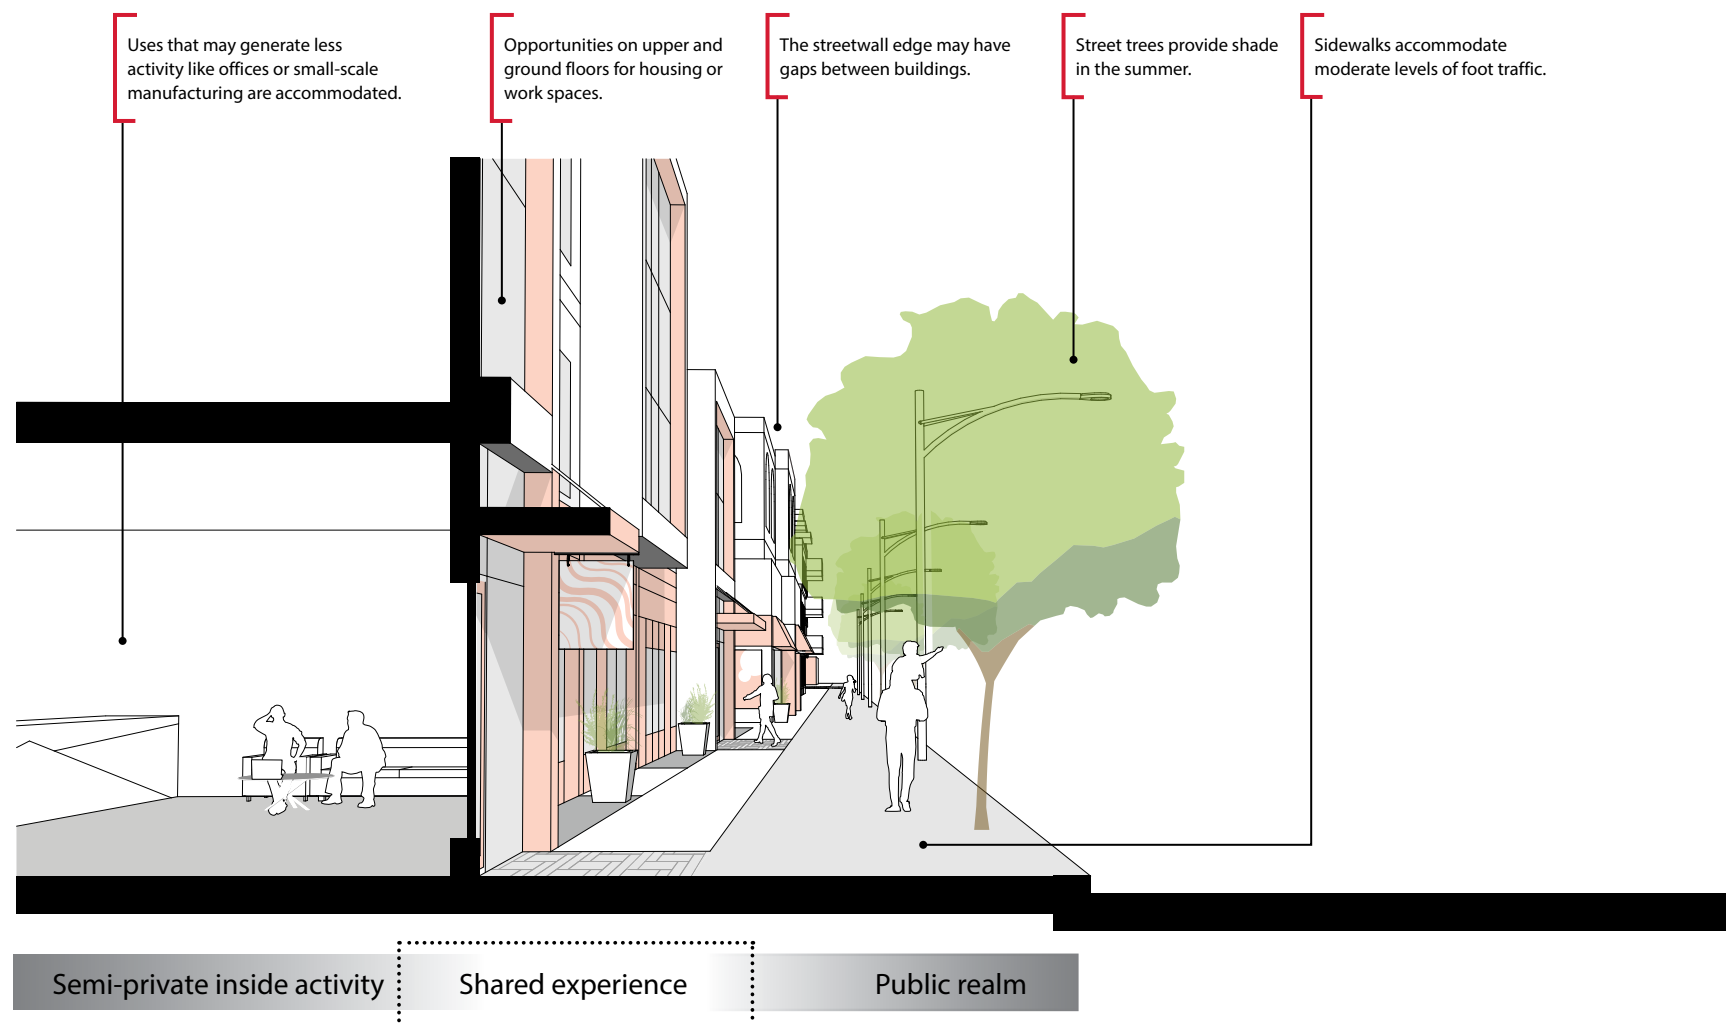 Uses that may generate less
activity like offices or small-scale
manufacturing are accommodated.
Opportunities on upper and
ground floors for housing or
work spaces.
The streetwall edge may have
gaps between buildings.
Street trees provide shade
in the summer.
Sidewalks accommodate
moderate levels of foot traffic.
Semi-private inside activity
Shared experience
Public realm